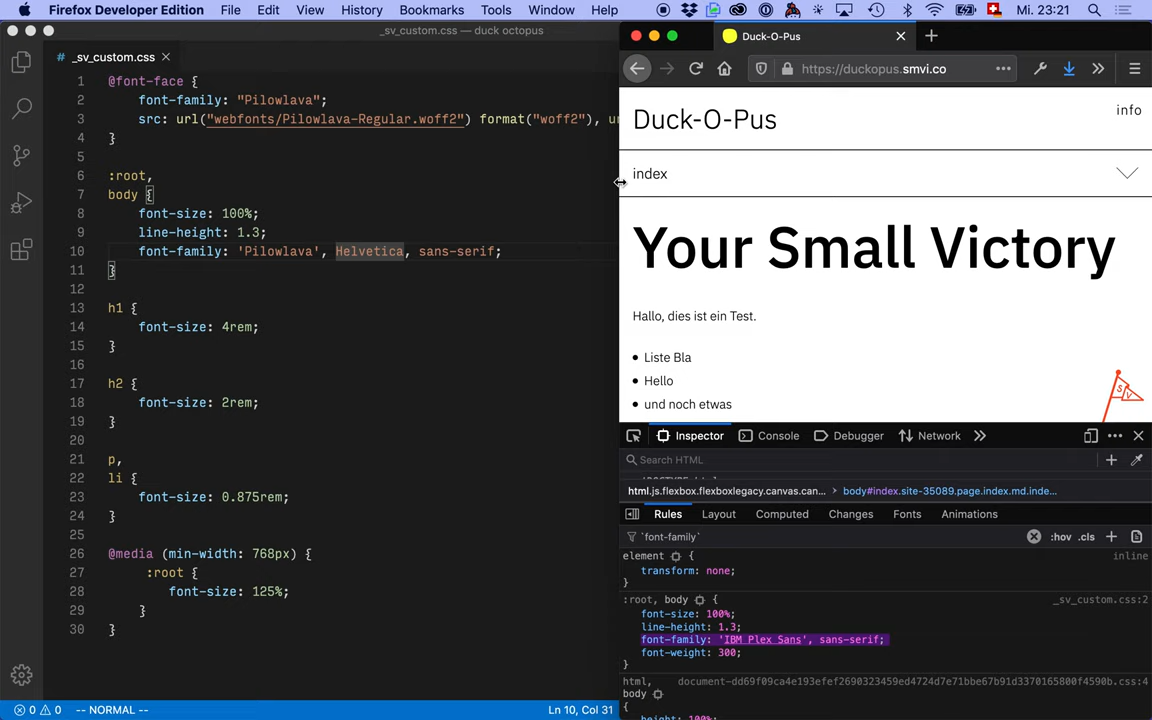 Firefox Developer Edition File Edit View History Bookmarks Tools Window Help Mi. 23:21
_sv_custom.css — duck octopus
# _sv_custom.css
1 @font-face {
2 font-family: "Pilowlava";
3 src: url("webfonts/Pilowlava-Regular.woff2") format("woff2"), ur
4 }
5
6 :root,
7 body {
8 font-size: 100%;
9 line-height: 1.3;
10 font-family: 'Pilowlava', Helvetica, sans-serif;
11 }
12
13 h1 {
14 font-size: 4rem;
15 }
16
17 h2 {
18 font-size: 2rem;
19 }
20
21 p,
22 li {
23 font-size: 0.875rem;
24 }
25
26 @media (min-width: 768px) {
27 :root {
28 font-size: 125%;
29 }
30 }
0 0 -- NORMAL -- Ln 10, Col 31
Duck-O-Pus
https://duckopus.smvi.co
Duck-O-Pus info
index
Your Small Victory
Hallo, dies ist ein Test.
Liste Bla
Hello
und noch etwas
S V
Inspector Console Debugger Network
Search HTML
html.js.flexbox.flexboxlegacy.canvas.can... body#index.site-35089.page.index.md.inde...
Rules Layout Computed Changes Fonts Animations
`font-family` :hov .cls
element { inline
transform: none;
}
:root, body { _sv_custom.css:2
font-size: 100%;
line-height: 1.3;
font-family: 'IBM Plex Sans', sans-serif;
font-weight: 300;
}
html, document-dd69f09ca4e193efef2690323459ed4724d7e71bbe67b91d3370165800f4590b.css:4
body
{
height: 100%;